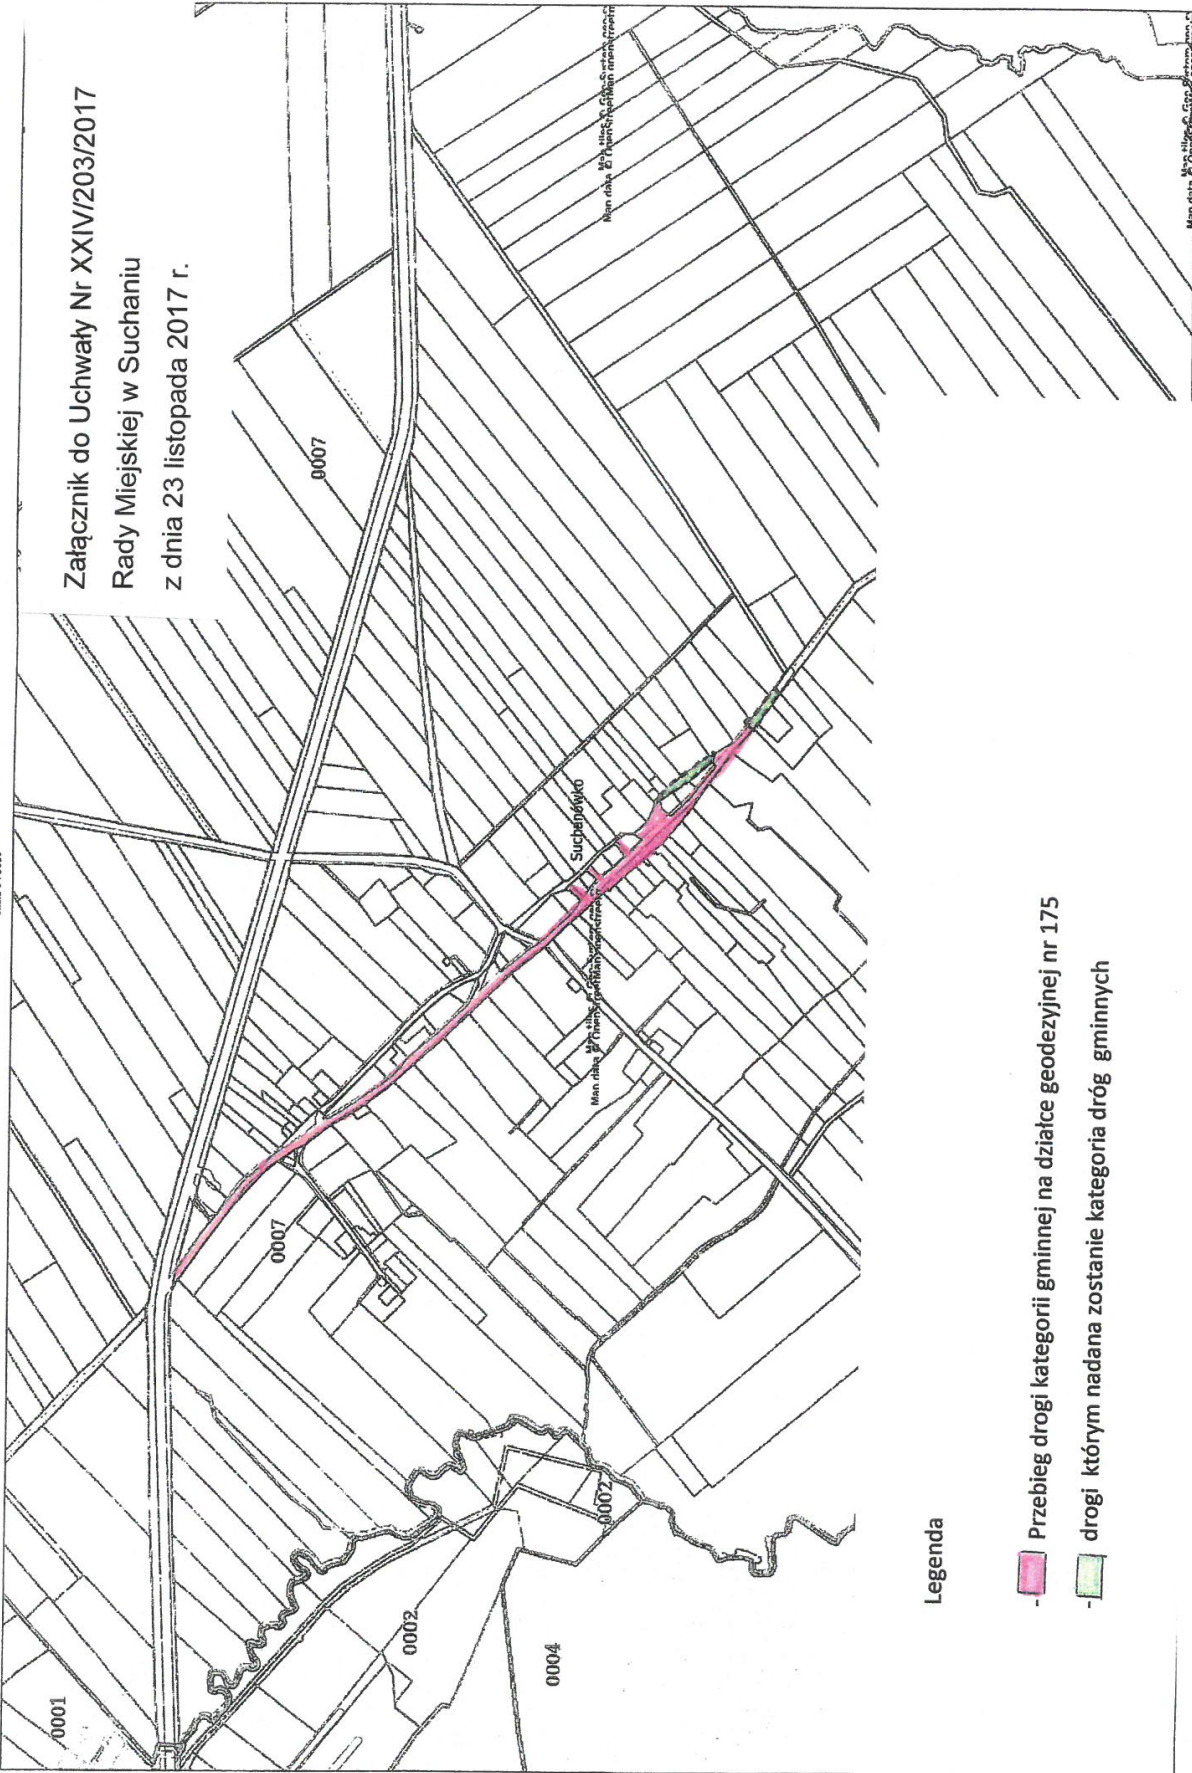 Załącznik do Uchwały Nr XXIV/203/2017
Rady Miejskiej w Suchaniu
z dnia 23 listopada 2017 r.
0007
Suchanówko
0007
0001
0002
0002
0004
Legenda
- Przebieg drogi kategorii gminnej na działce geodezyjnej nr 175
- drogi którym nadana zostanie kategoria dróg gminnych